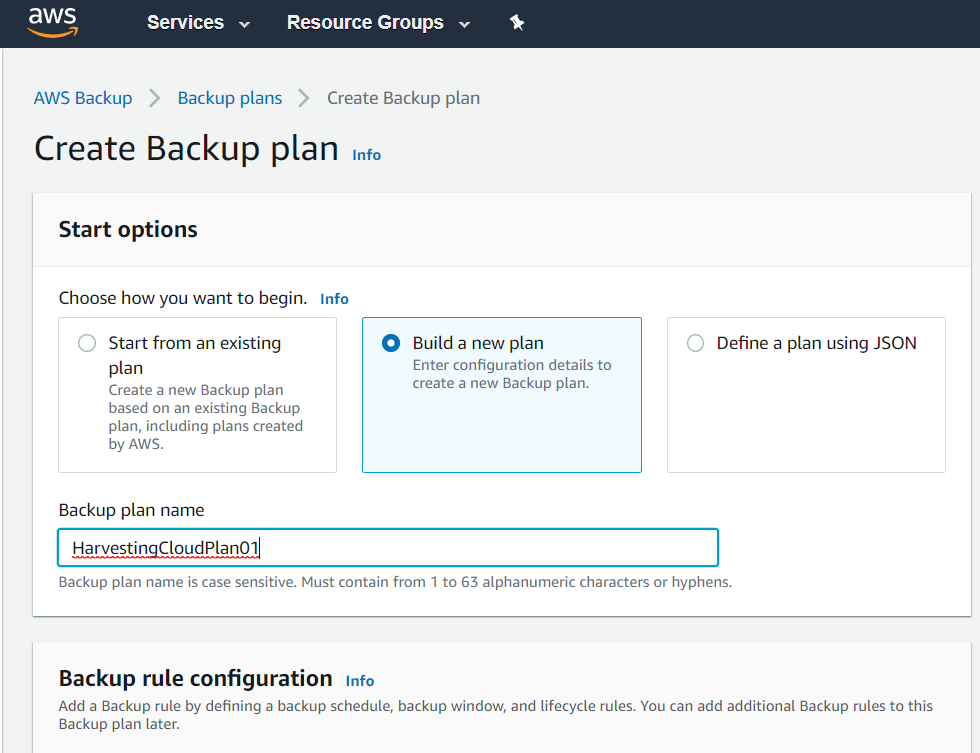 aws Services Resource Groups
AWS Backup Backup plans Create Backup plan
Create Backup plan Info
Start options
Choose how you want to begin. Info
Start from an existing
plan
Create a new Backup plan
based on an existing Backup
plan, including plans created
by AWS.
Build a new plan
Enter configuration details to
create a new Backup plan.
Define a plan using JSON
Backup plan name
HarvestingCloudPlan01
Backup plan name is case sensitive. Must contain from 1 to 63 alphanumeric characters or hyphens.
Backup rule configuration Info
Add a Backup rule by defining a backup schedule, backup window, and lifecycle rules. You can add additional Backup rules to this
Backup plan later.